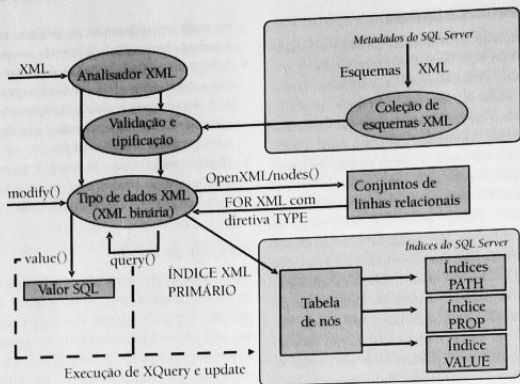 XML
Analisador XML
Validação e
tipificação
Metadados do SQL Server
Esquemas XML
Coleção de
esquemas XML
modify()
Tipo de dados XML
(XML binária)
OpenXML/nodes()
FOR XML com
diretiva TYPE
Conjuntos de
linhas relacionais
value()
query()
Valor SQL
ÍNDICE XML
PRIMÁRIO
Índices do SQL Server
Tabela
de nós
Índices
PATH
Índice
PROP
Índice
VALUE
Execução de XQuery e update